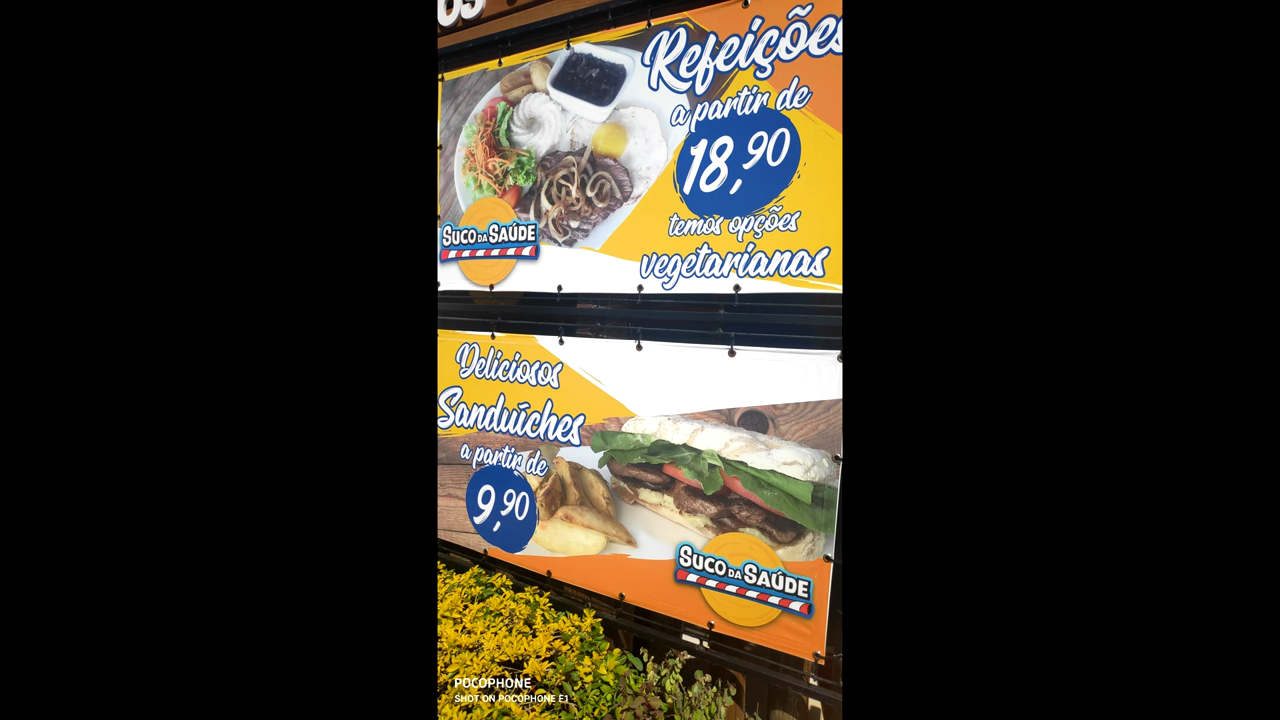 os
Refeições
a partir de
18,90
temos opções
vegetarianas
SUCO DA SAÚDE
Deliciosos
Sanduíches
a partir de
9,90
SUCO DA SAÚDE
POCOPHONE
SHOT ON POCOPHONE F1